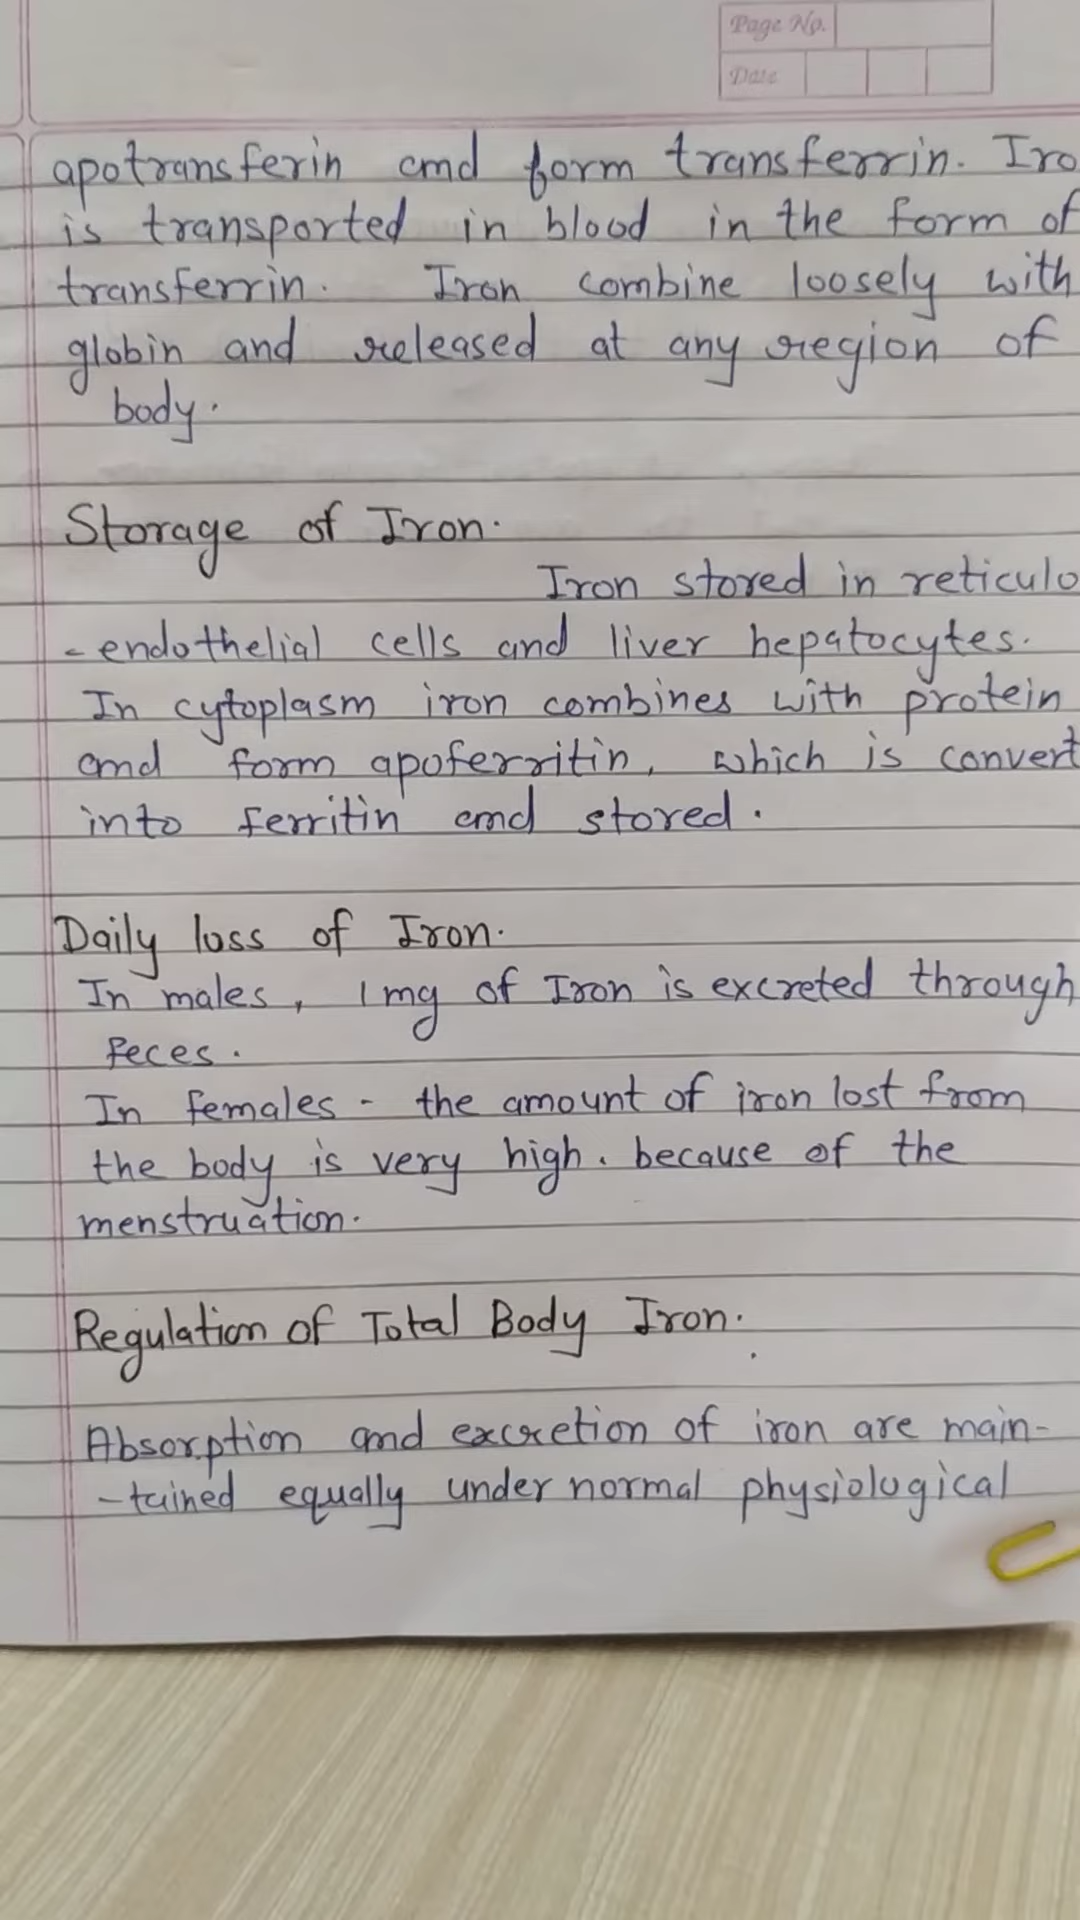 Page No.
Date
apotransferin and form transferrin. Iro
is transported in blood in the form of
transferrin. Iron combine loosely with
globin and released at any region of
body.
Storage of Iron.
Iron stored in reticulo
-endothelial cells and liver hepatocytes.
In cytoplasm iron combines with protein
and form apoferritin, which is convert
into ferritin and stored.
Daily loss of Iron.
In males, 1mg of Iron is excreted through
feces.
In females - the amount of iron lost from
the body is very high. because of the
menstruation.
Regulation of Total Body Iron.
Absorption and excretion of iron are main-
-tained equally under normal physiological